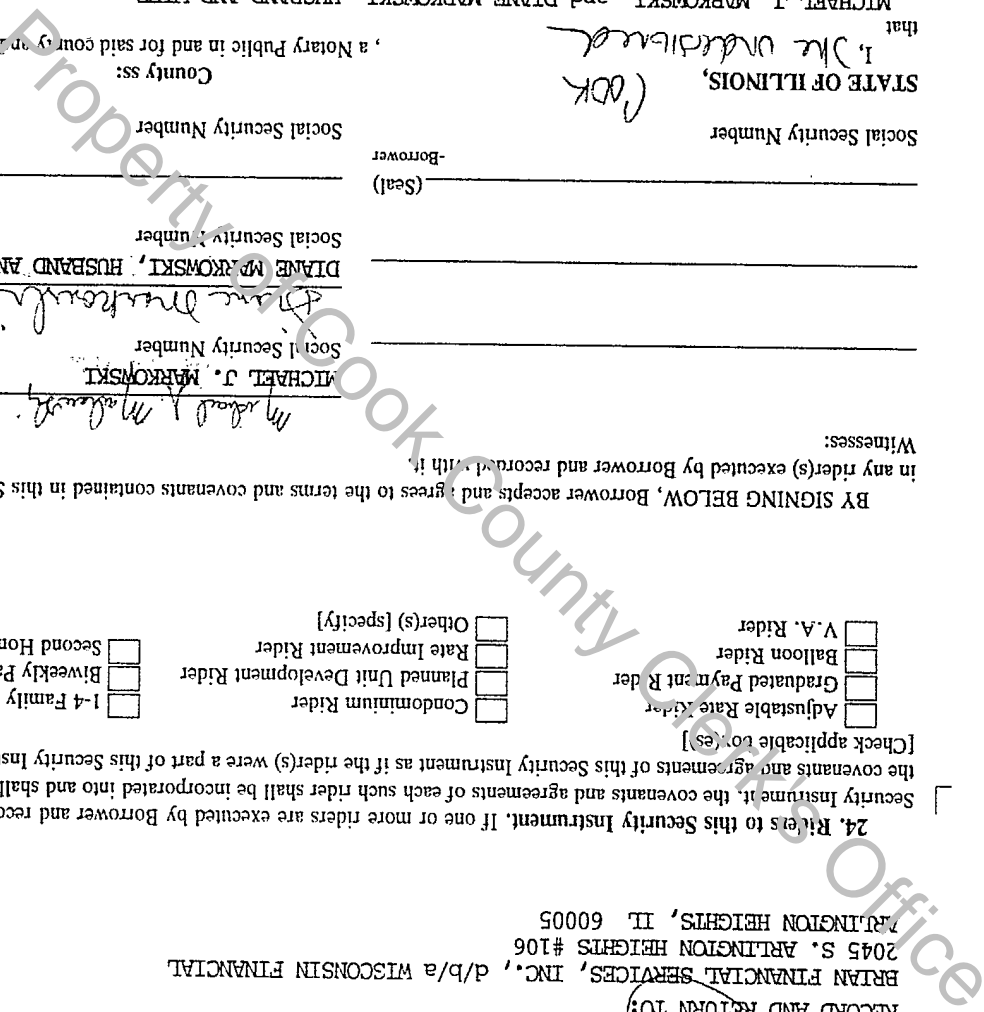 RECORD AND RETURN TO:
BRIAN FINANCIAL SERVICES, INC., d/b/a WISCONSIN FINANCIAL
2045 S. ARLINGTON HEIGHTS #106
ARLINGTON HEIGHTS, IL 60005
24. Riders to this Security Instrument. If one or more riders are executed by Borrower and
Security Instrument, the covenants and agreements of each such rider shall be incorporated into and shall
the covenants and agreements of this Security Instrument as if the rider(s) were a part of this Security
[Check applicable box(es)]
Adjustable Rate Rider Condominium Rider 1-4 Family
Graduated Payment Rider Planned Unit Development Rider Biweekly
Balloon Rider Rate Improvement Rider Second
V.A. Rider Other(s) [specify]
BY SIGNING BELOW, Borrower accepts and agrees to the terms and covenants contained in this
in any rider(s) executed by Borrower and recorded with it.
Witnesses:
Michael J. Markowski
MICHAEL J. MARKOWSKI
Social Security Number
Diane Markowski
DIANE MARKOWSKI, HUSBAND
Social Security Number
(Seal)
-Borrower
Social Security Number Social Security Number
STATE OF ILLINOIS, Cook County ss:
I, The undersigned , a Notary Public in and for said county and
that
MICHAEL J. MARKOWSKI and DIANE MARKOWSKI, HUSBAND AND WIFE
Property of Cook County Clerk's Office